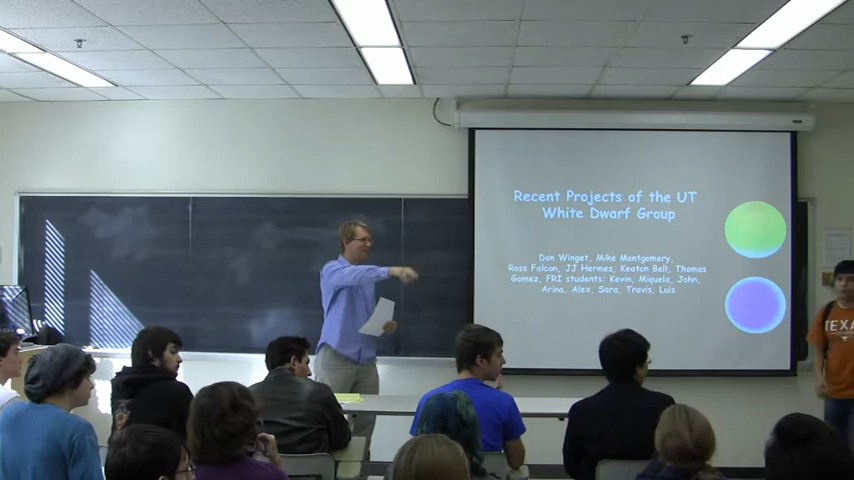 Recent Projects of the UT
White Dwarf Group
Don Winget, Mike Montgomery,
Ross Falcon, JJ Hermes, Keaton Bell, Thomas
Gomez, FRI students: Kevin, Miquela, John,
Arina, Alex, Sara, Travis, Luis
TEXA